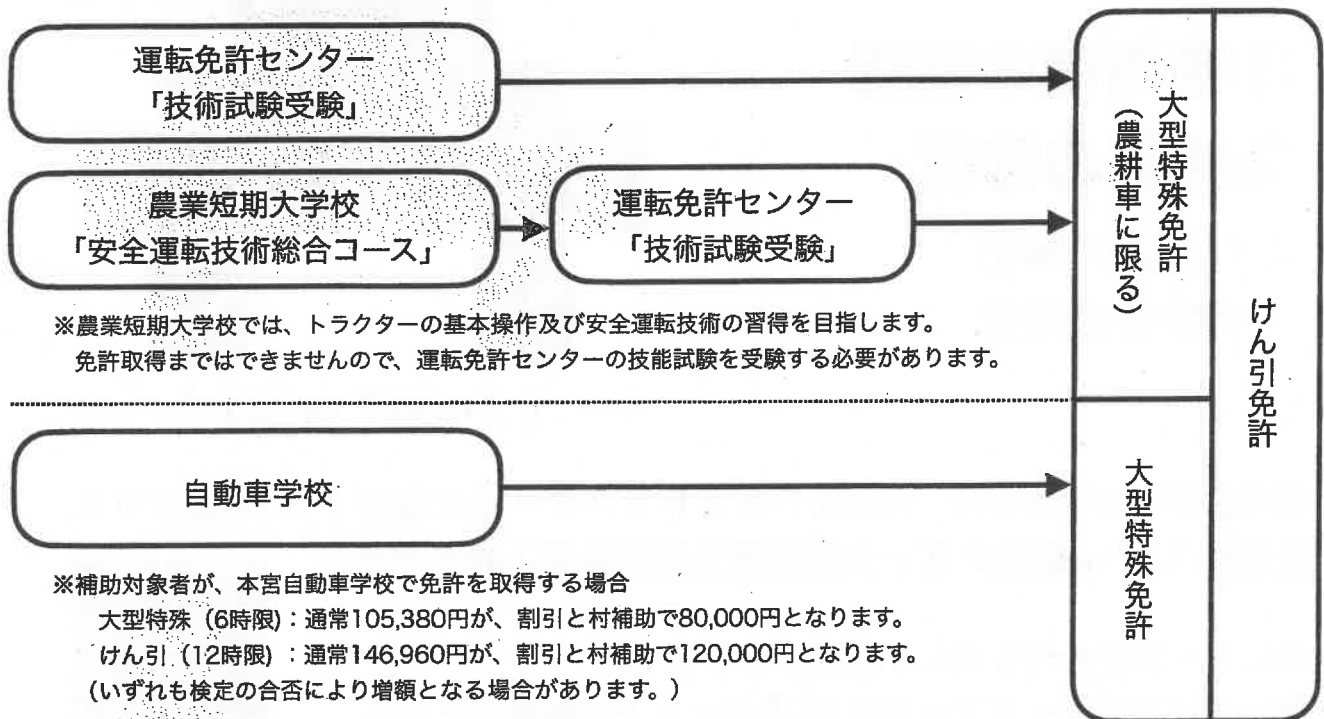 運転免許センター
「技術試験受験」
農業短期大学校
「安全運転技術総合コース」
運転免許センター
「技術試験受験」
※農業短期大学校では、トラクターの基本操作及び安全運転技術の習得を目指します。
免許取得まではできませんので、運転免許センターの技能試験を受験する必要があります。
大型特殊免許
（農耕車に限る）
けん引免許
自動車学校
大型特殊免許
※補助対象者が、本宮自動車学校で免許を取得する場合
大型特殊（6時限）：通常105,380円が、割引と村補助で80,000円となります。
けん引（12時限）：通常146,960円が、割引と村補助で120,000円となります。
（いずれも検定の合否により増額となる場合があります。）